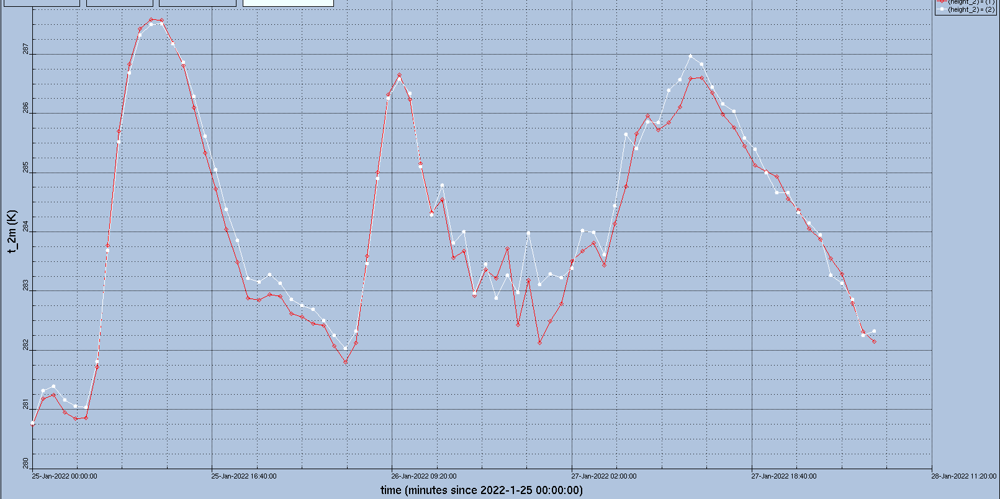 (height_2) = (1)
(height_2) = (2)
287
286
285
284
283
282
281
280
t_2m (K)
25-Jan-2022 00:00:00
25-Jan-2022 16:40:00
26-Jan-2022 09:20:00
27-Jan-2022 02:00:00
27-Jan-2022 18:40:00
28-Jan-2022 11:20:00
time (minutes since 2022-1-25 00:00:00)